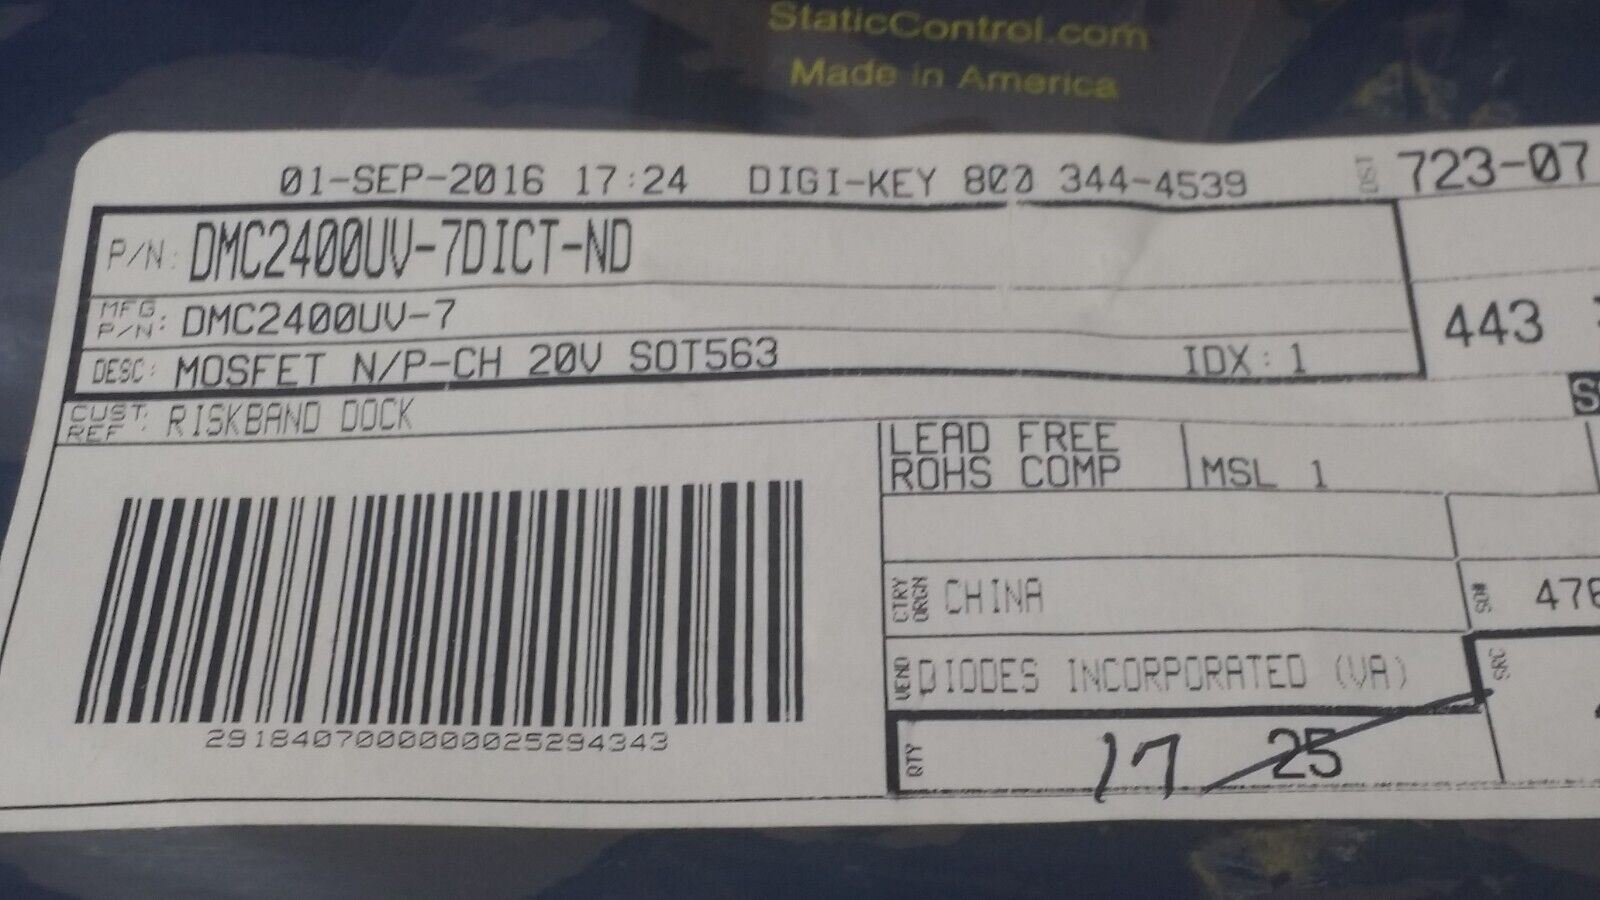 StaticControl.com
Made in America
01-SEP-2016 17:24 DIGI-KEY 800 344-4539 723-07
P/N: DMC2400UV-7DICT-ND
MFG. P/N: DMC2400UV-7
443
DESC: MOSFET N/P-CH 20V SOT563 IDX: 1
CUST. REF: RISKBAND DOCK
LEAD FREE
ROHS COMP
MSL 1
CTRY ORGN CHINA
478
VEND DIODES INCORPORATED (VA)
SRC
QTY 17 25
29184070000000025294343